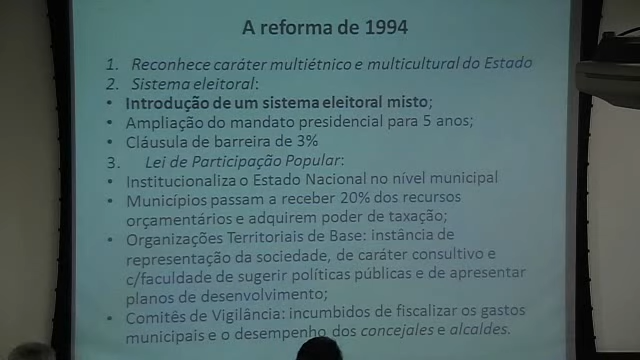 A reforma de 1994
1. Reconhece caráter multiétnico e multicultural do Estado
2. Sistema eleitoral:
• Introdução de um sistema eleitoral misto;
• Ampliação do mandato presidencial para 5 anos;
• Cláusula de barreira de 3%
3. Lei de Participação Popular:
• Institucionaliza o Estado Nacional no nível municipal
• Municípios passam a receber 20% dos recursos
orçamentários e adquirem poder de taxação;
• Organizações Territoriais de Base: instância de
representação da sociedade, de caráter consultivo e
c/faculdade de sugerir políticas públicas e de apresentar
planos de desenvolvimento;
• Comitês de Vigilância: incumbidos de fiscalizar os gastos
municipais e o desempenho dos concejales e alcaldes.